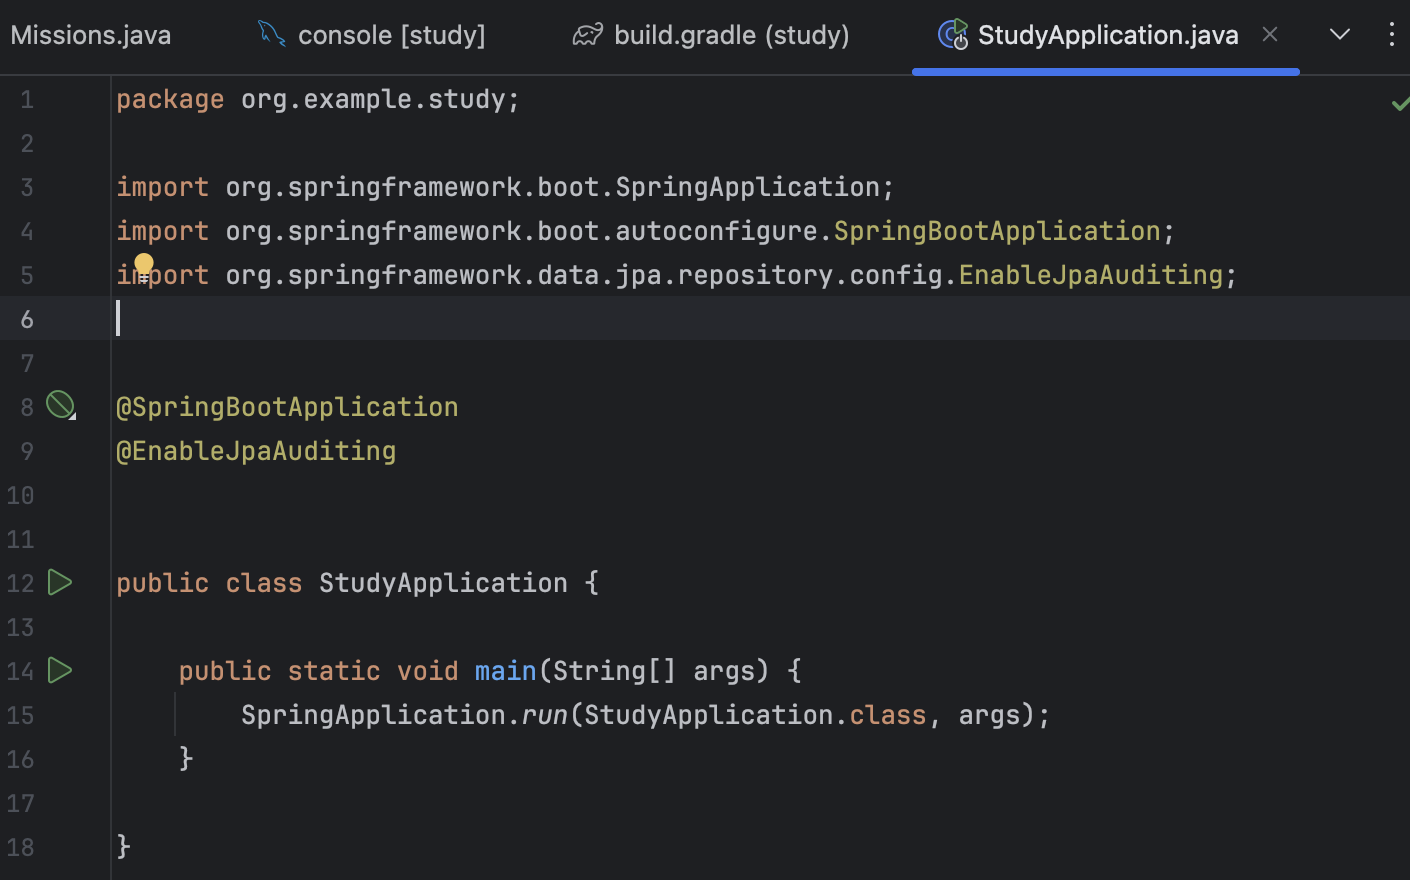 Missions.java console [study] build.gradle (study) StudyApplication.java
1 package org.example.study;
2
3 import org.springframework.boot.SpringApplication;
4 import org.springframework.boot.autoconfigure.SpringBootApplication;
5 import org.springframework.data.jpa.repository.config.EnableJpaAuditing;
6
7
8 @SpringBootApplication
9 @EnableJpaAuditing
10
11
12 public class StudyApplication {
13
14     public static void main(String[] args) {
15         SpringApplication.run(StudyApplication.class, args);
16     }
17
18 }